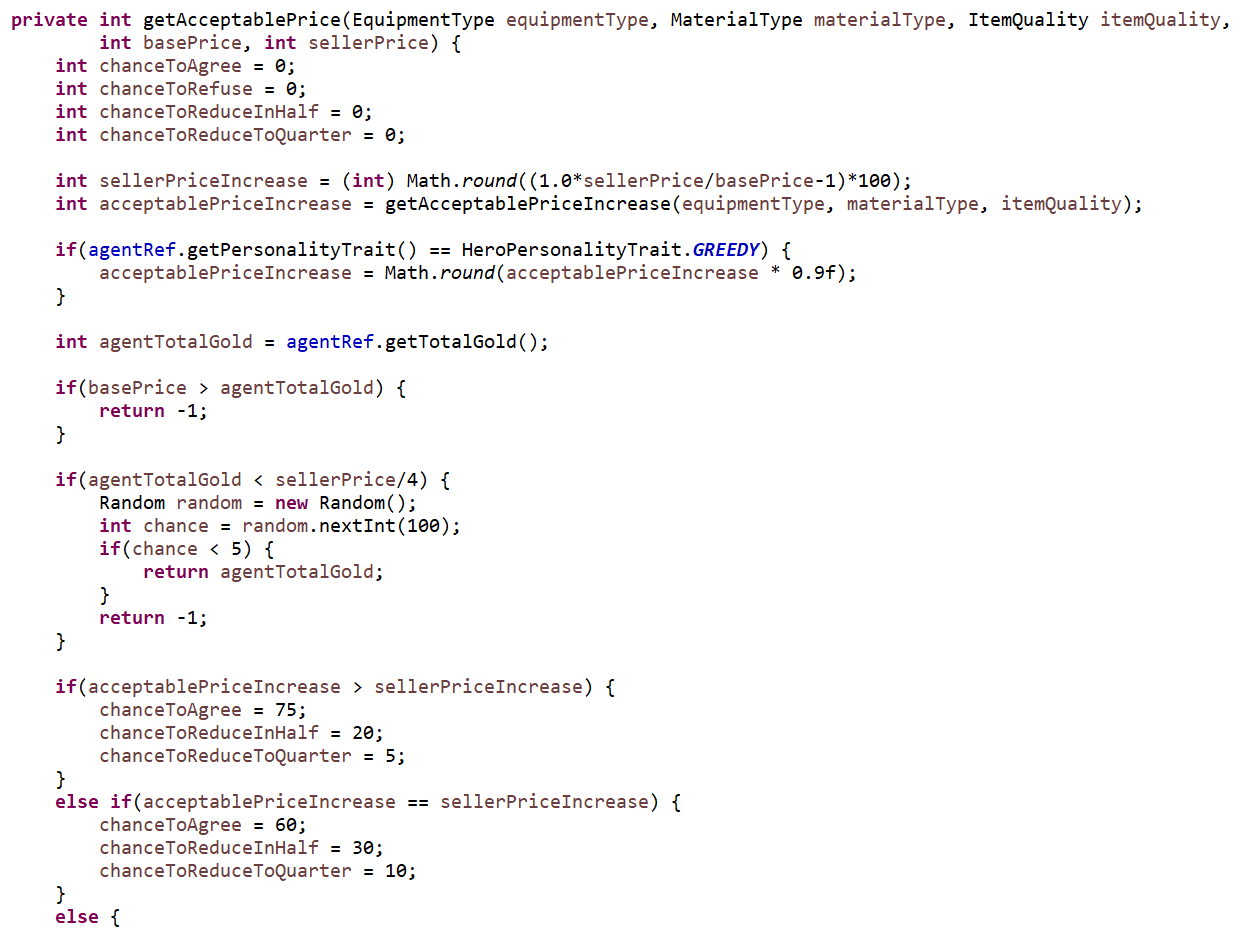 private int getAcceptablePrice(EquipmentType equipmentType, MaterialType materialType, ItemQuality itemQuality,
        int basePrice, int sellerPrice) {
    int chanceToAgree = 0;
    int chanceToRefuse = 0;
    int chanceToReduceInHalf = 0;
    int chanceToReduceToQuarter = 0;

    int sellerPriceIncrease = (int) Math.round((1.0*sellerPrice/basePrice-1)*100);
    int acceptablePriceIncrease = getAcceptablePriceIncrease(equipmentType, materialType, itemQuality);

    if(agentRef.getPersonalityTrait() == HeroPersonalityTrait.GREEDY) {
        acceptablePriceIncrease = Math.round(acceptablePriceIncrease * 0.9f);
    }

    int agentTotalGold = agentRef.getTotalGold();

    if(basePrice > agentTotalGold) {
        return -1;
    }

    if(agentTotalGold < sellerPrice/4) {
        Random random = new Random();
        int chance = random.nextInt(100);
        if(chance < 5) {
            return agentTotalGold;
        }
        return -1;
    }

    if(acceptablePriceIncrease > sellerPriceIncrease) {
        chanceToAgree = 75;
        chanceToReduceInHalf = 20;
        chanceToReduceToQuarter = 5;
    }
    else if(acceptablePriceIncrease == sellerPriceIncrease) {
        chanceToAgree = 60;
        chanceToReduceInHalf = 30;
        chanceToReduceToQuarter = 10;
    }
    else {